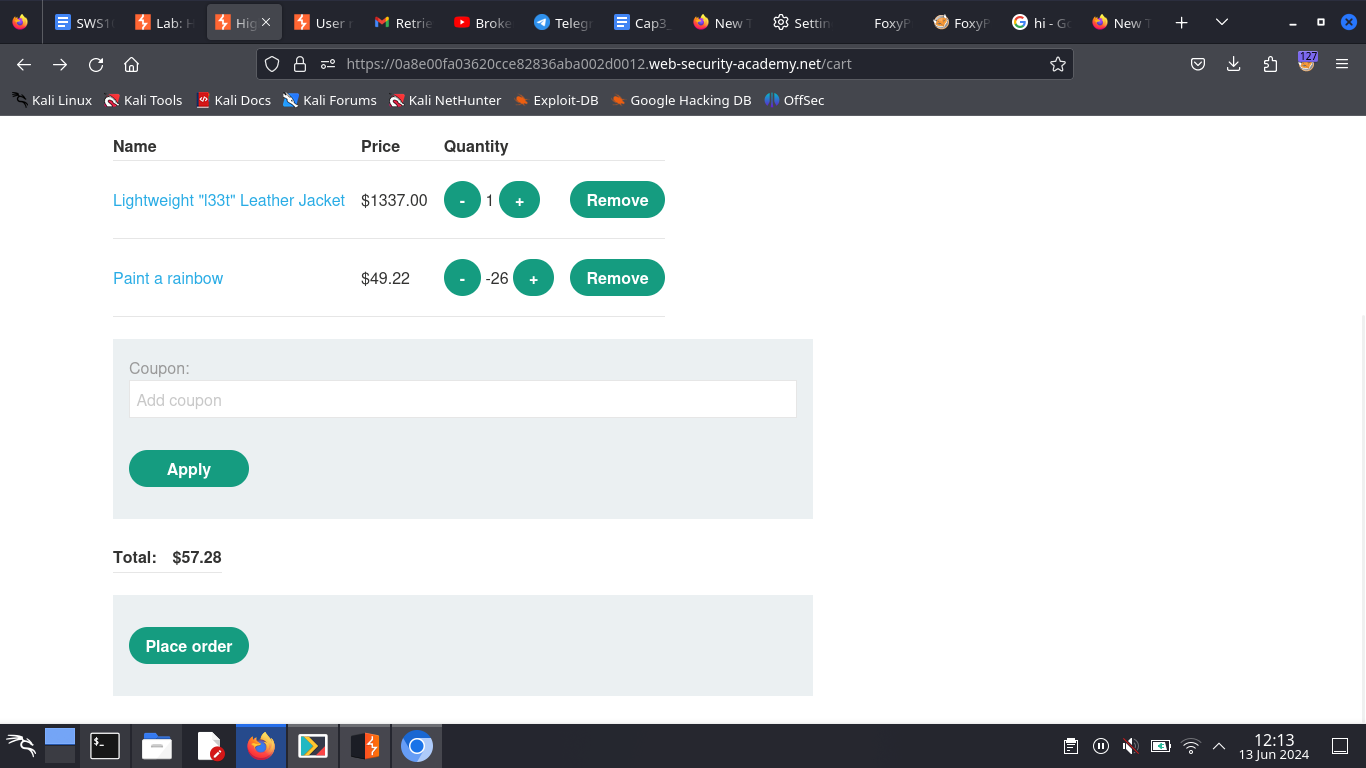 SWS1 Lab: H Hig User Retrie Broke Telegr Cap3_ New T Settin FoxyP FoxyP hi - Go New T
https://0a8e00fa03620cce82836aba002d0012.web-security-academy.net/cart 127
Kali Linux Kali Tools Kali Docs Kali Forums Kali NetHunter Exploit-DB Google Hacking DB OffSec
Name Price Quantity
Lightweight "l33t" Leather Jacket $1337.00 - 1 + Remove
Paint a rainbow $49.22 - -26 + Remove
Coupon:
Add coupon
Apply
Total: $57.28
Place order
12:13
13 Jun 2024